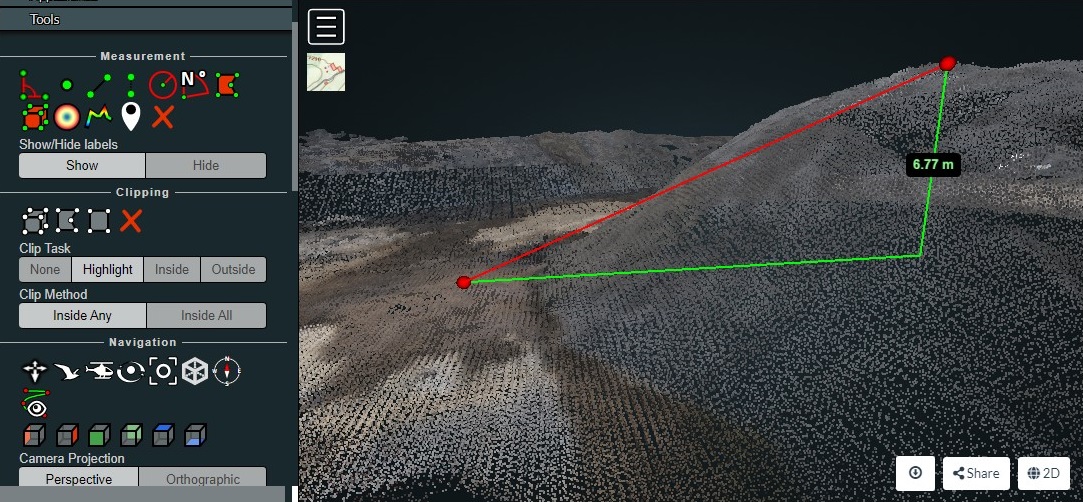 Tools
Measurement
N °
Show/Hide labels
Show Hide
Clipping
Clip Task
None Highlight Inside Outside
Clip Method
Inside Any Inside All
Navigation
N
Camera Projection
Perspective Orthographic
6.77 m
Share
2D